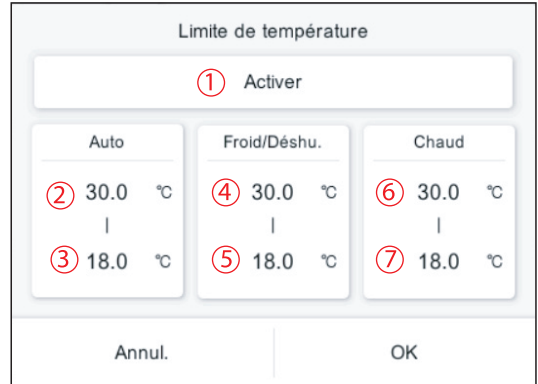 Limite de température
① Activer
Auto Froid/Déshu. Chaud
② 30.0 ℃ ④ 30.0 ℃ ⑥ 30.0 ℃
| | |
③ 18.0 ℃ ⑤ 18.0 ℃ ⑦ 18.0 ℃
Annul. OK